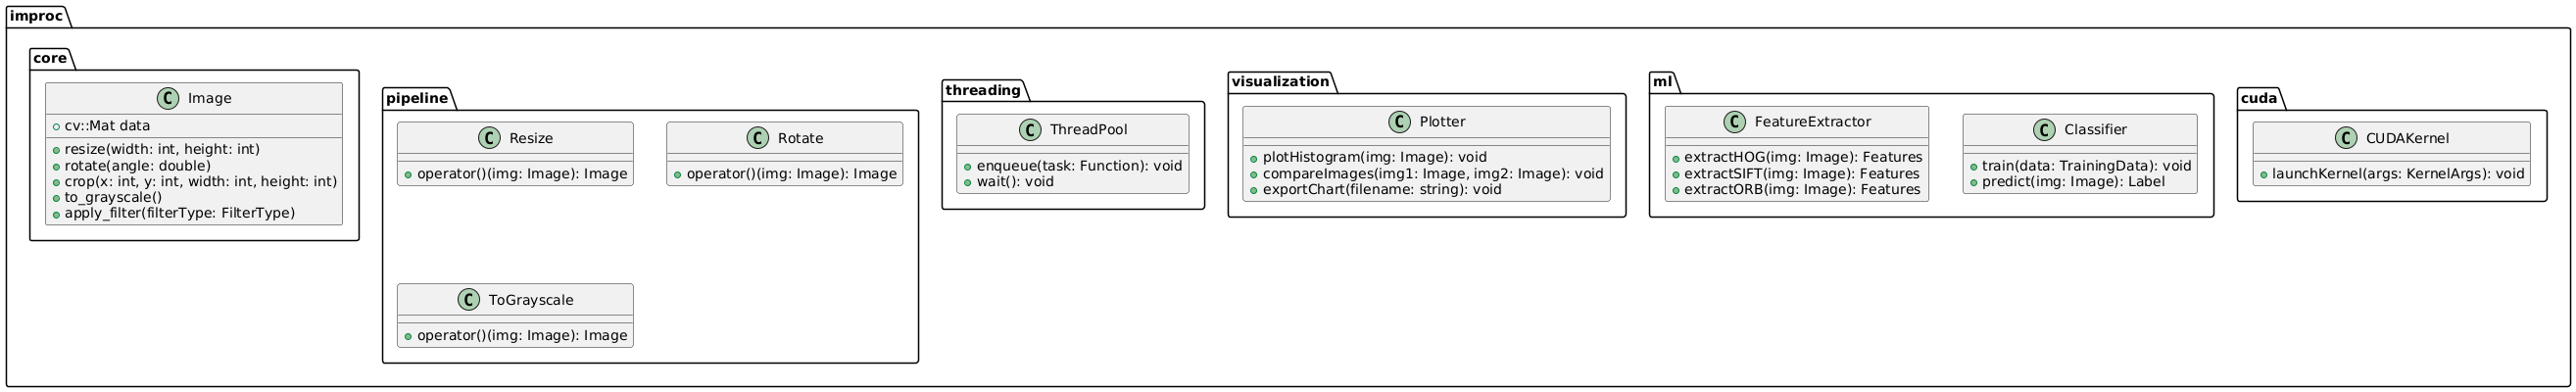 improc
core
C Image
cv::Mat data
resize(width: int, height: int)
rotate(angle: double)
crop(x: int, y: int, width: int, height: int)
to_grayscale()
apply_filter(filterType: FilterType)
pipeline
C Resize
operator()(img: Image): Image
C Rotate
operator()(img: Image): Image
C ToGrayscale
operator()(img: Image): Image
threading
C ThreadPool
enqueue(task: Function): void
wait(): void
visualization
C Plotter
plotHistogram(img: Image): void
compareImages(img1: Image, img2: Image): void
exportChart(filename: string): void
ml
C FeatureExtractor
extractHOG(img: Image): Features
extractSIFT(img: Image): Features
extractORB(img: Image): Features
C Classifier
train(data: TrainingData): void
predict(img: Image): Label
cuda
C CUDAKernel
launchKernel(args: KernelArgs): void